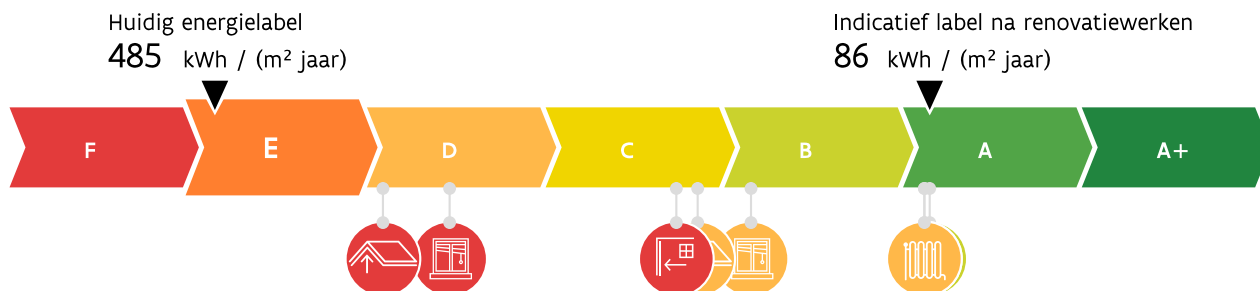 Huidig energielabel
485 kWh / (m² jaar)
Indicatief label na renovatiewerken
86 kWh / (m² jaar)
F E D C B A A+